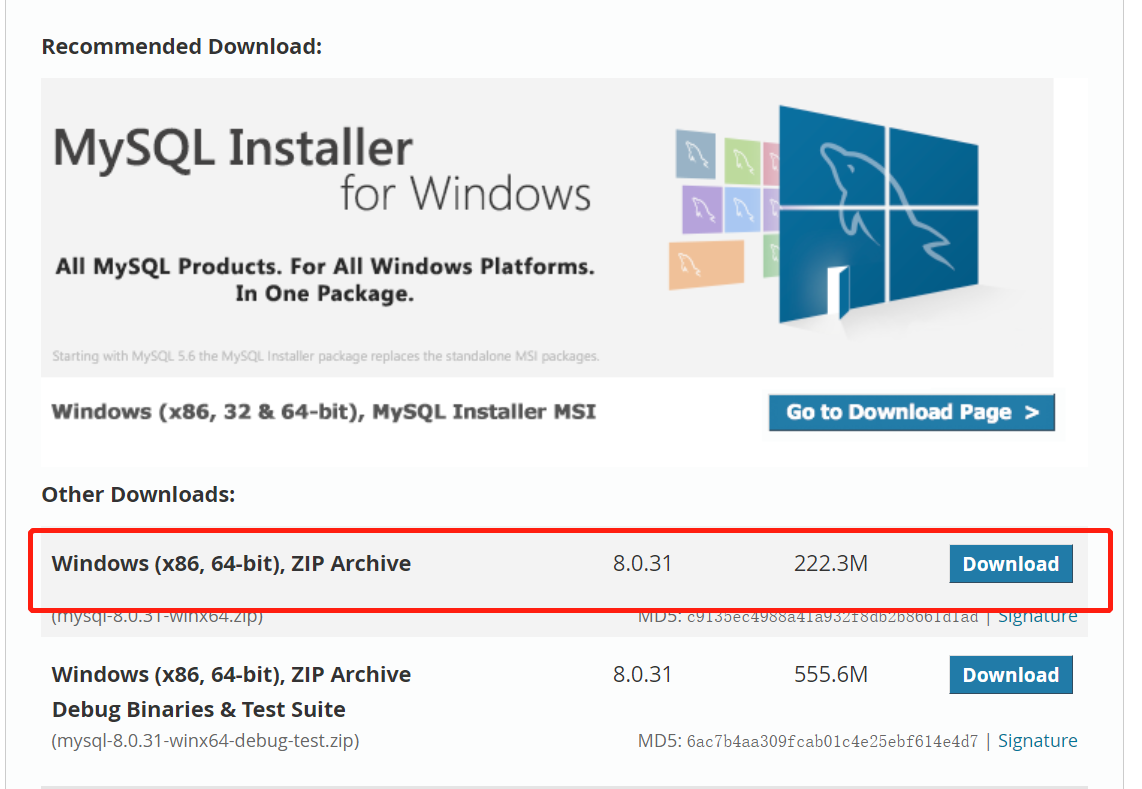 Recommended Download:
MySQL Installer
for Windows
All MySQL Products. For All Windows Platforms.
In One Package.
Starting with MySQL 5.6 the MySQL Installer package replaces the standalone MSI packages.
Windows (x86, 32 & 64-bit), MySQL Installer MSI Go to Download Page >
Other Downloads:
Windows (x86, 64-bit), ZIP Archive 8.0.31 222.3M Download
(mysql-8.0.31-winx64.zip) MD5: c9135ec4988a41a932f8db2b8661d1ad | Signature
Windows (x86, 64-bit), ZIP Archive 8.0.31 555.6M Download
Debug Binaries & Test Suite
(mysql-8.0.31-winx64-debug-test.zip) MD5: 6ac7b4aa309fcab01c4e25ebf614e4d7 | Signature